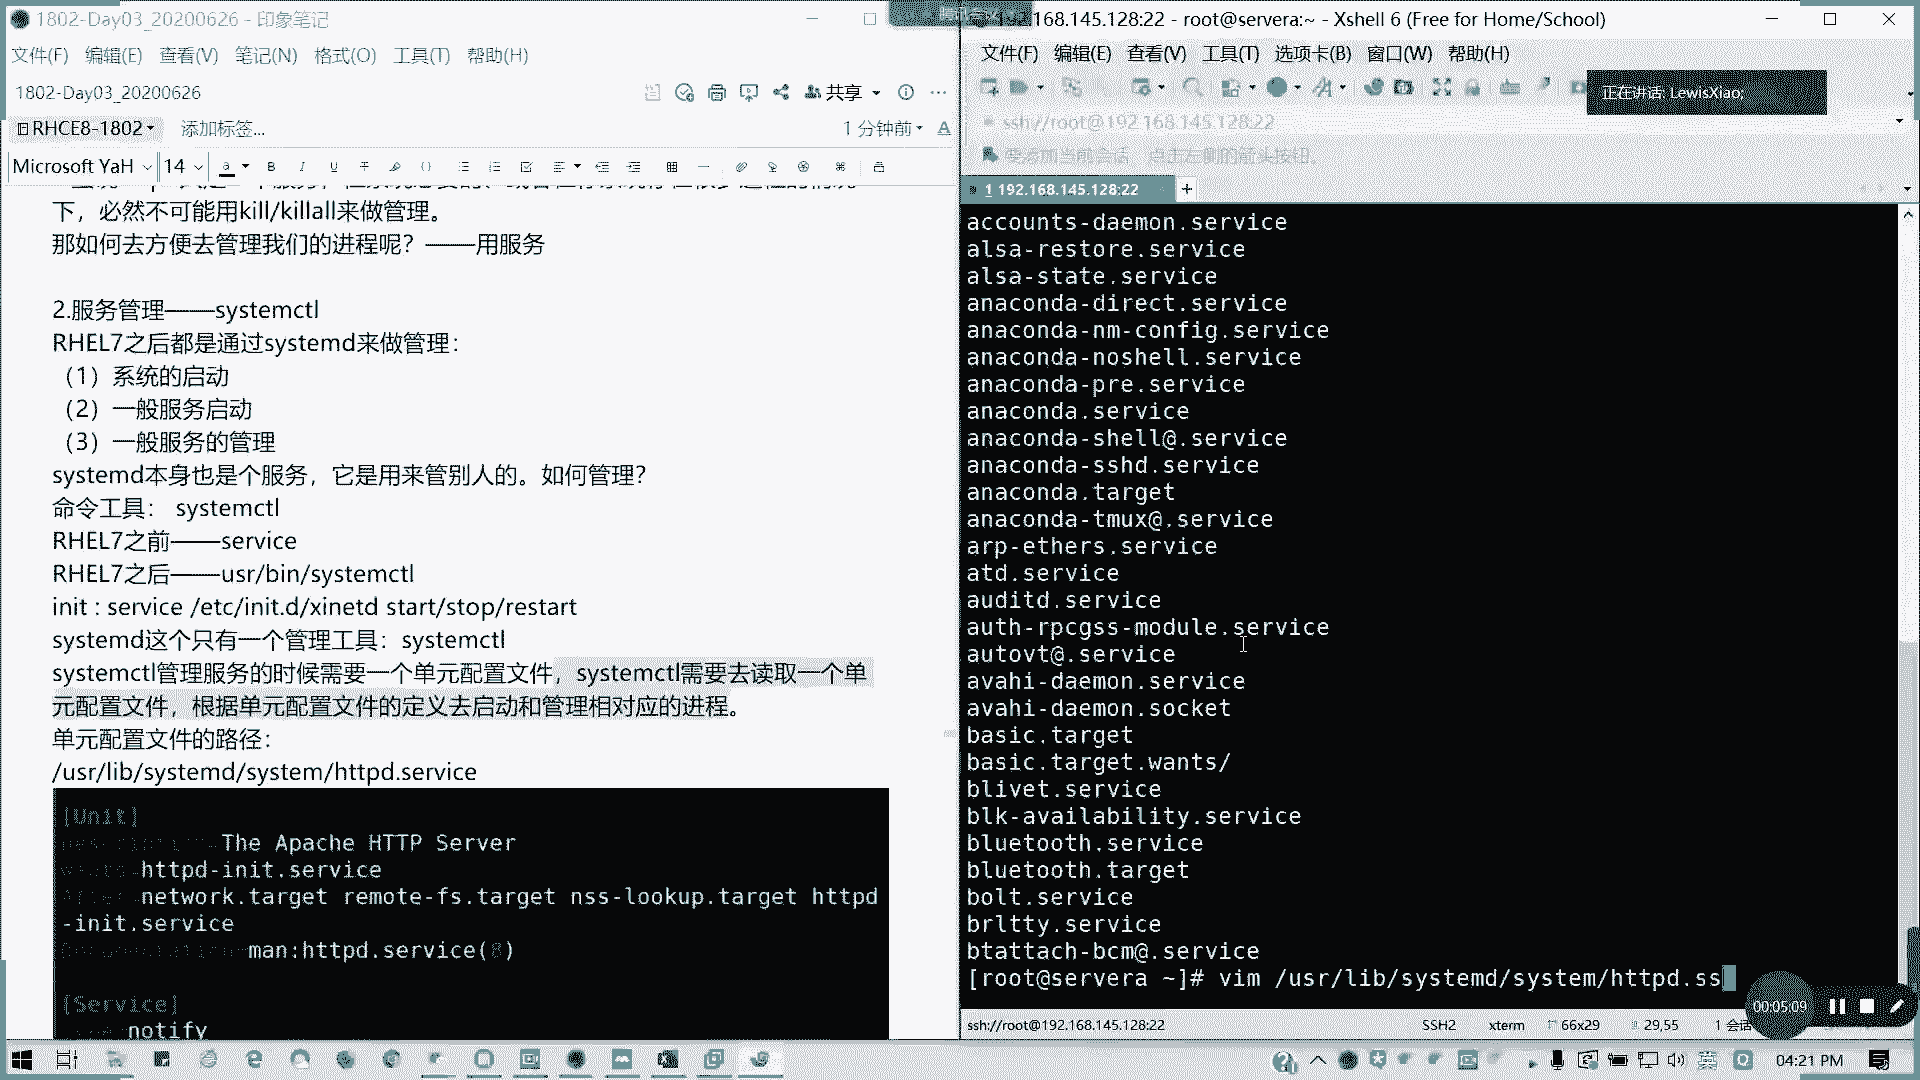 1802-Day03_20200626 - 印象笔记
文件(F) 编辑(E) 查看(V) 笔记(N) 格式(O) 工具(T) 帮助(H)
1802-Day03_20200626
共享
RHCE8-1802
添加标签...
1 分钟前
Microsoft YaH 14
下，必然不可能用kill/killall来做管理。
那如何去方便去管理我们的进程呢？——用服务
2.服务管理——systemctl
RHEL7之后都是通过systemd来做管理：
（1）系统的启动
（2）一般服务启动
（3）一般服务的管理
systemd本身也是个服务，它是用来管别人的。如何管理？
命令工具： systemctl
RHEL7之前——service
RHEL7之后——usr/bin/systemctl
init : service /etc/init.d/xinetd start/stop/restart
systemd这个只有一个管理工具：systemctl
systemctl管理服务的时候需要一个单元配置文件，systemctl需要去读取一个单
元配置文件，根据单元配置文件的定义去启动和管理相对应的进程。
单元配置文件的路径：
/usr/lib/systemd/system/httpd.service
[Unit]
The Apache HTTP Server
httpd-init.service
network.target remote-fs.target nss-lookup.target httpd
-init.service
man:httpd.service(8)
[Service]
notify
192.168.145.128:22 - root@servera:~ - Xshell 6 (Free for Home/School)
文件(F) 编辑(E) 查看(V) 工具(T) 选项卡(B) 窗口(W) 帮助(H)
正在讲话: LewisXiao;
ssh://root@192.168.145.128:22
要添加当前会话，点击左侧的箭头按钮。
1 192.168.145.128:22
accounts-daemon.service
alsa-restore.service
alsa-state.service
anaconda-direct.service
anaconda-nm-config.service
anaconda-noshell.service
anaconda-pre.service
anaconda.service
anaconda-shell@.service
anaconda-sshd.service
anaconda.target
anaconda-tmux@.service
arp-ethers.service
atd.service
auditd.service
auth-rpcgss-module.service
autovt@.service
avahi-daemon.service
avahi-daemon.socket
basic.target
basic.target.wants/
blivet.service
blk-availability.service
bluetooth.service
bluetooth.target
bolt.service
brltty.service
btattach-bcm@.service
[root@servera ~]# vim /usr/lib/systemd/system/httpd.ss
00:05:09
ssh://root@192.168.145.128:22 SSH2 xterm 66x29 29,55 1 会话
英
04:21 PM